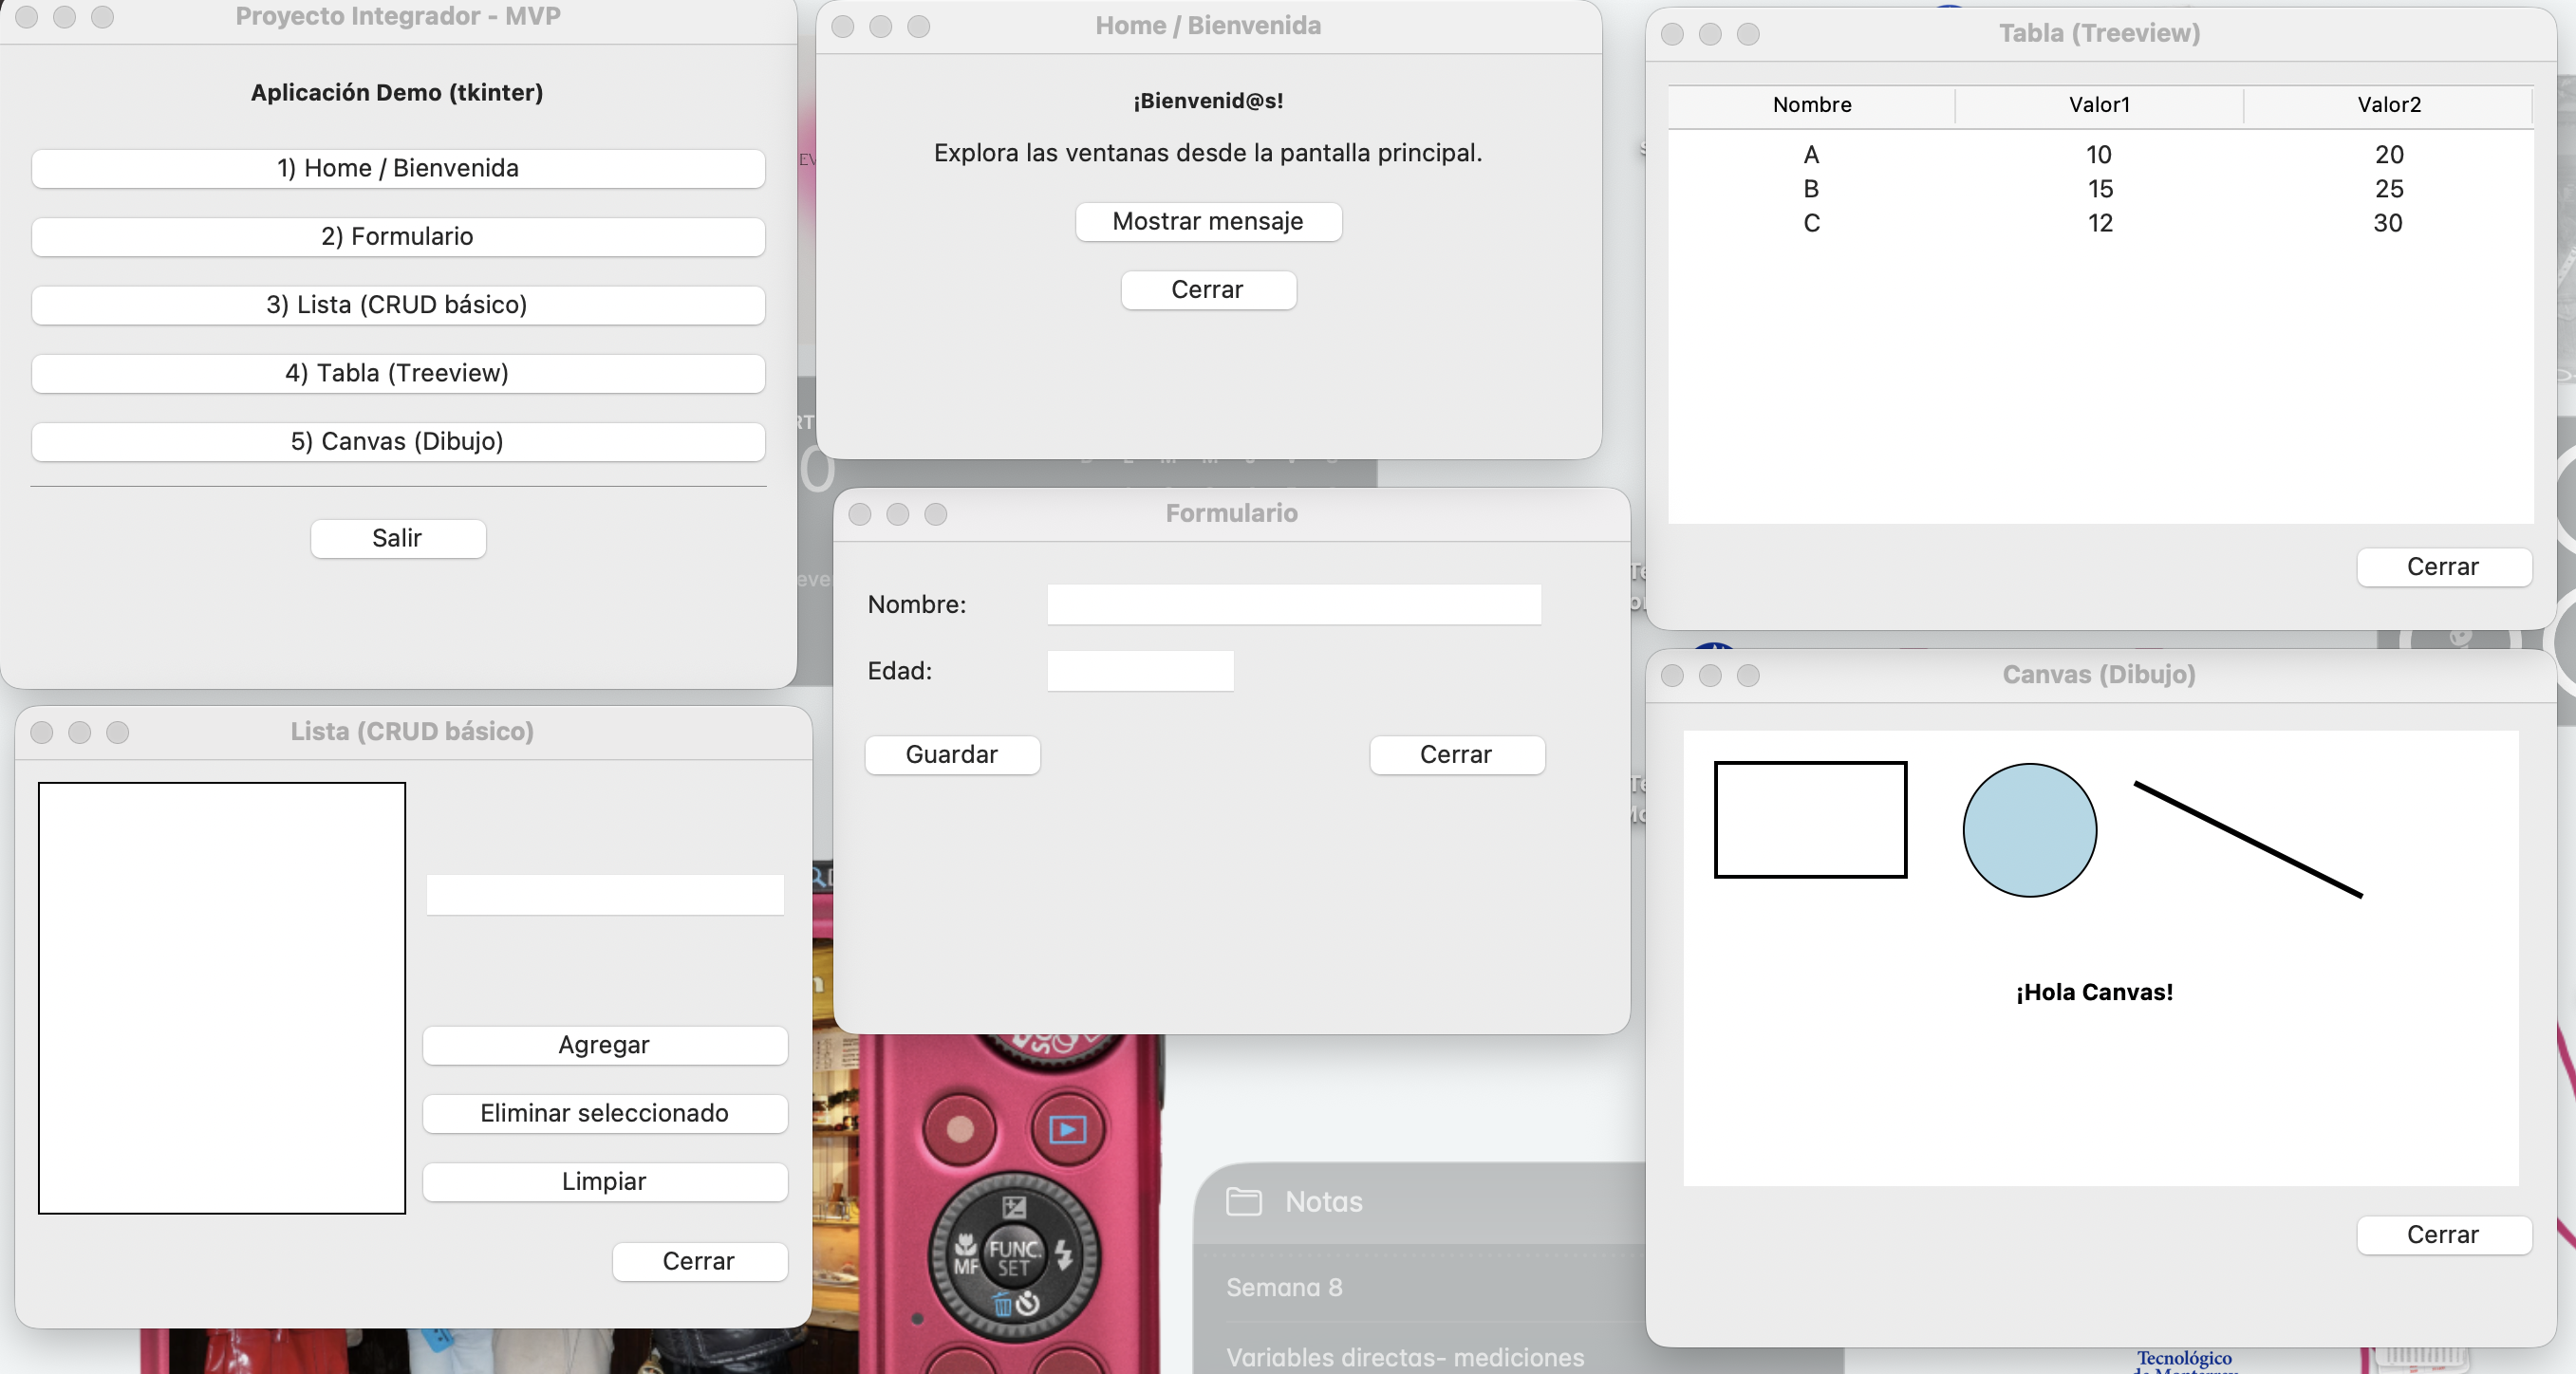 Proyecto Integrador - MVP
Aplicación Demo (tkinter)
1) Home / Bienvenida
2) Formulario
3) Lista (CRUD básico)
4) Tabla (Treeview)
5) Canvas (Dibujo)
Salir
Home / Bienvenida
¡Bienvenid@s!
Explora las ventanas desde la pantalla principal.
Mostrar mensaje
Cerrar
Tabla (Treeview)
Nombre Valor1 Valor2
A 10 20
B 15 25
C 12 30
Cerrar
Formulario
Nombre:
Edad:
Guardar Cerrar
Lista (CRUD básico)
Agregar
Eliminar seleccionado
Limpiar
Cerrar
Canvas (Dibujo)
¡Hola Canvas!
Cerrar
FUNC.
SET
MF
Notas
Semana 8
Variables directas- mediciones
Tecnológico
de Monterrey